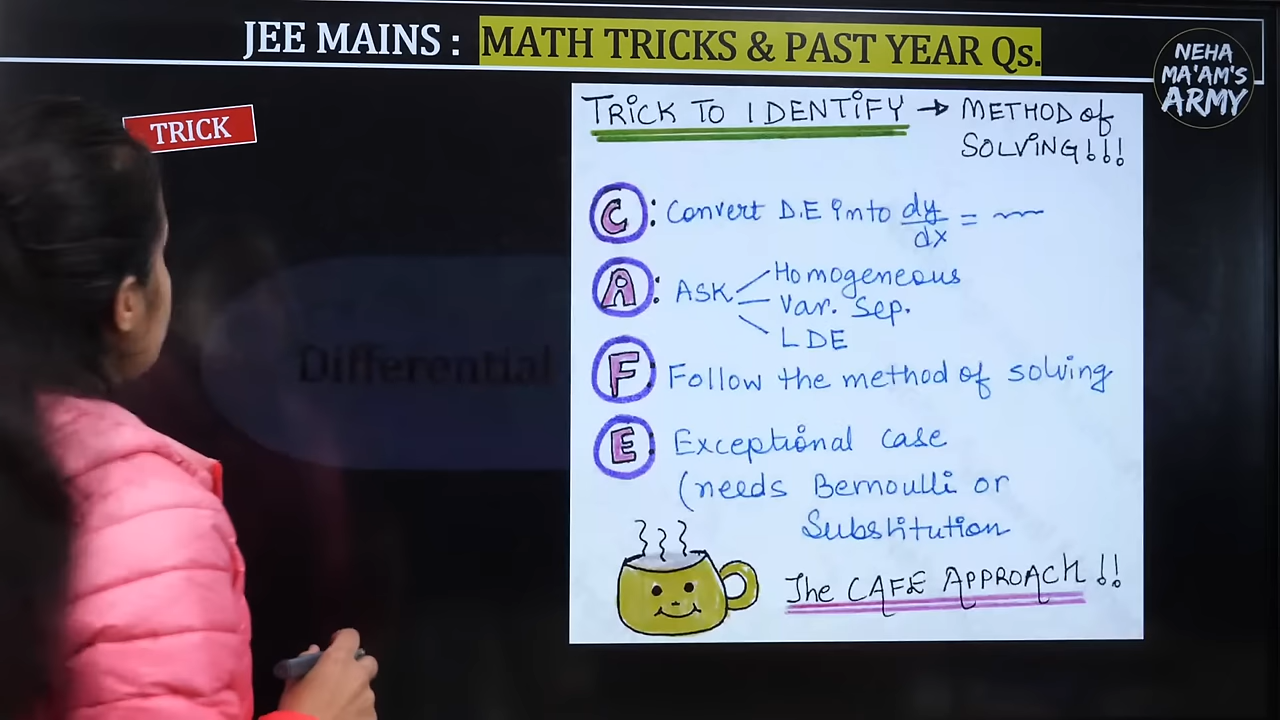 JEE MAINS : MATH TRICKS & PAST YEAR Qs.
NEHA
MA'AM'S
ARMY
TRICK
TRICK TO IDENTIFY → METHOD of
SOLVING!!!
C : Convert D.E into dy/dx = ~~
A : ASK Homogeneous
Var. Sep.
LDE
F : Follow the method of solving
E : Exceptional case
(needs Bernoulli or
Substitution
The CAFE APPROACH !!
Differential